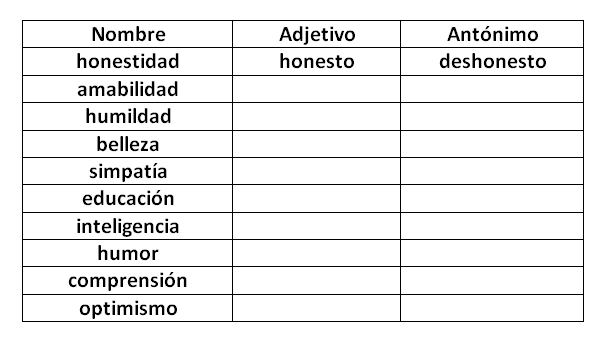 Nombre Adjetivo Antónimo
honestidad honesto deshonesto
amabilidad
humildad
belleza
simpatía
educación
inteligencia
humor
comprensión
optimismo